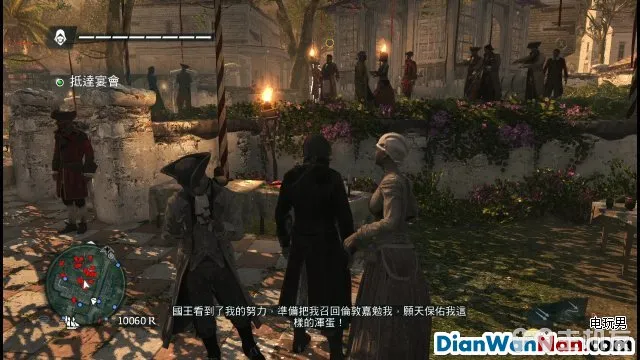 抵達宴會
10060 R
國王看到了我的努力，準備把我召回倫敦嘉勉我，願天保佑我這
樣的渾蛋！
电玩男
DianWanNan.com